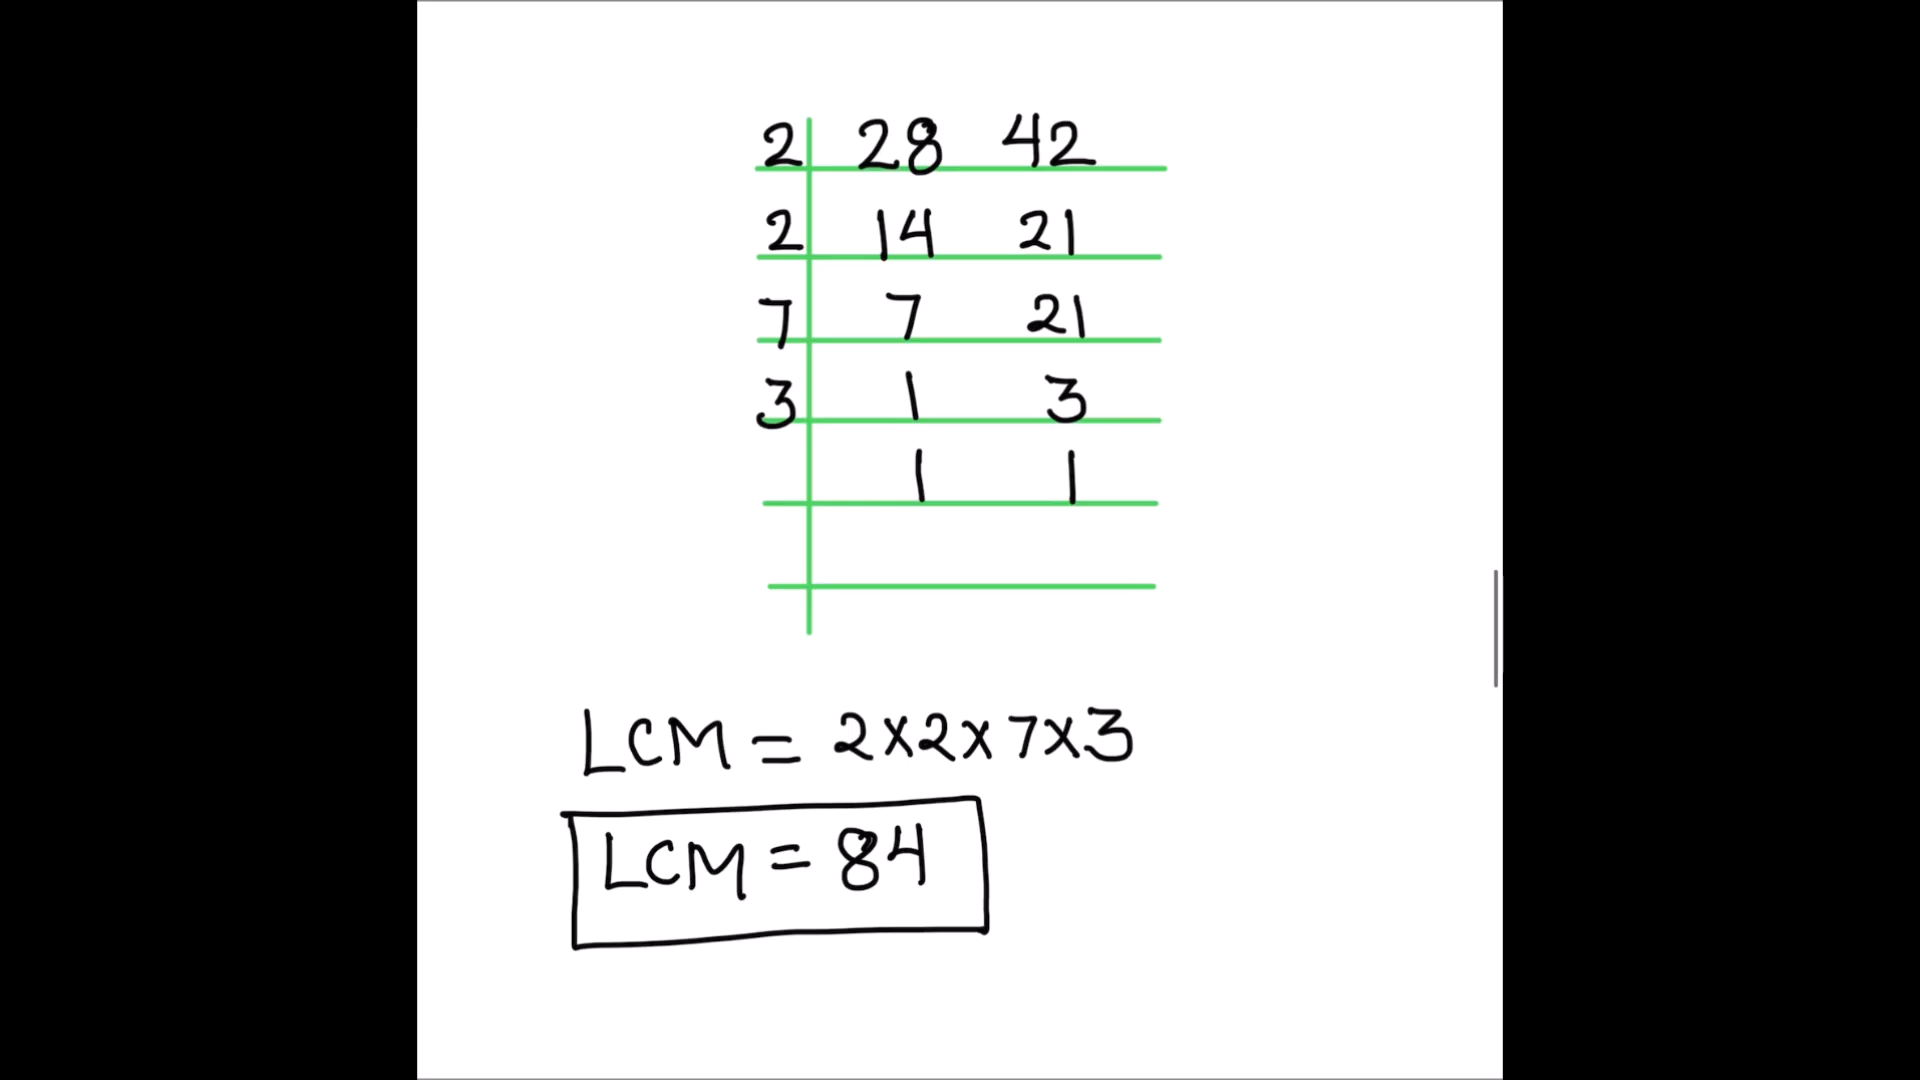 2 28 42
2 14 21
7 7 21
3 1 3
1 1
LCM = 2x2x7x3
LCM = 84